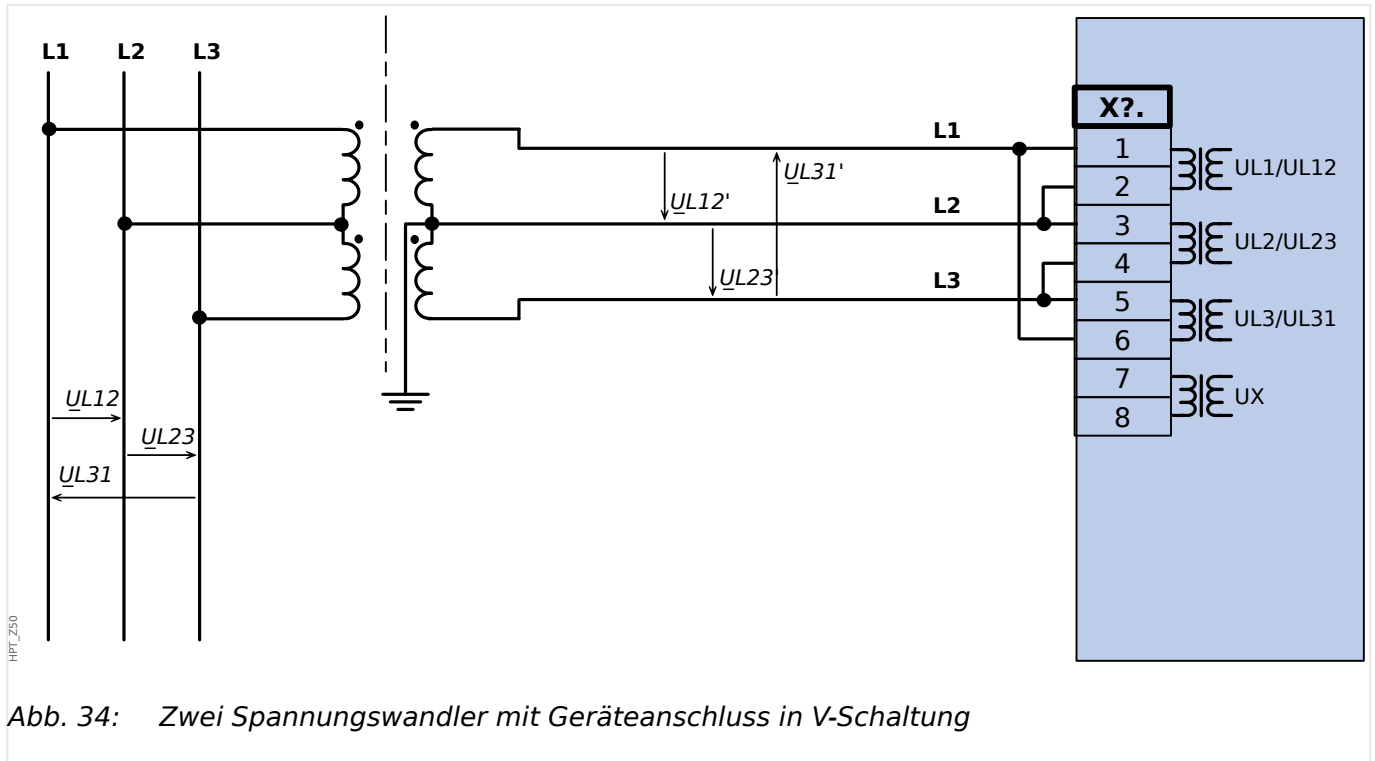 L1 L2 L3
X?.
L1
1
UL1/UL12
UL31'
2
UL12'
L2
3
UL2/UL23
4
UL23'
L3
5
UL3/UL31
6
7
UX
UL12
8
UL23
UL31
HPT_Z50
Abb. 34: Zwei Spannungswandler mit Geräteanschluss in V-Schaltung